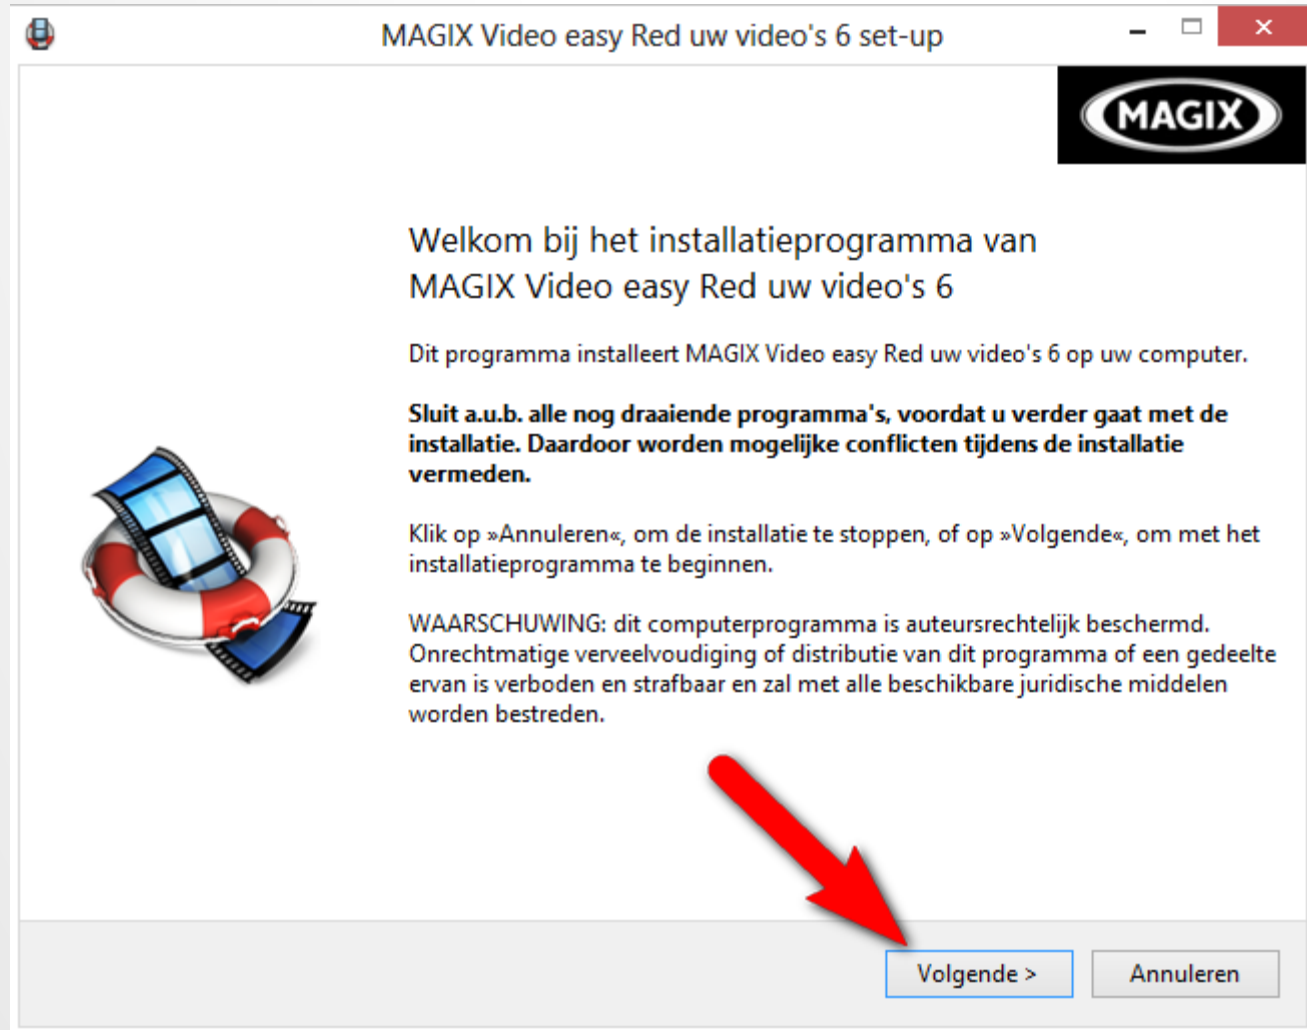 MAGIX Video easy Red uw video's 6 set-up
MAGIX
Welkom bij het installatieprogramma van
MAGIX Video easy Red uw video's 6
Dit programma installeert MAGIX Video easy Red uw video's 6 op uw computer.
Sluit a.u.b. alle nog draaiende programma's, voordat u verder gaat met de
installatie. Daardoor worden mogelijke conflicten tijdens de installatie
vermeden.
Klik op »Annuleren«, om de installatie te stoppen, of op »Volgende«, om met het
installatieprogramma te beginnen.
WAARSCHUWING: dit computerprogramma is auteursrechtelijk beschermd.
Onrechtmatige verveelvoudiging of distributie van dit programma of een gedeelte
ervan is verboden en strafbaar en zal met alle beschikbare juridische middelen
worden bestreden.
Volgende >
Annuleren